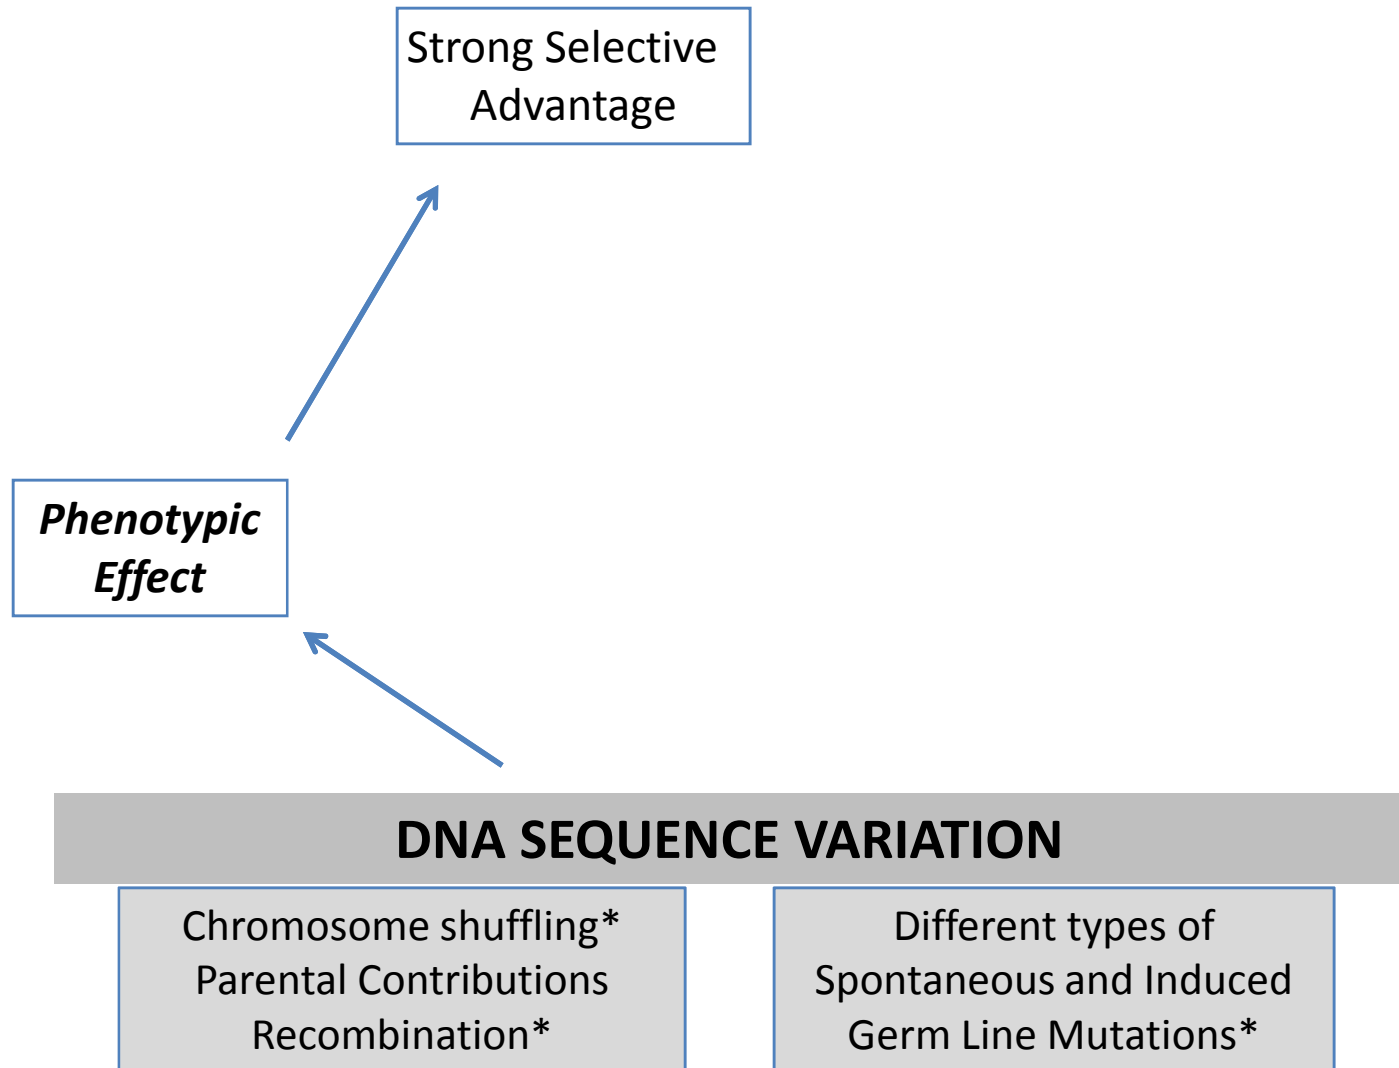 Strong Selective
Advantage
Phenotypic
Effect
DNA SEQUENCE VARIATION
Chromosome shuffling*
Parental Contributions
Recombination*
Different types of
Spontaneous and Induced
Germ Line Mutations*